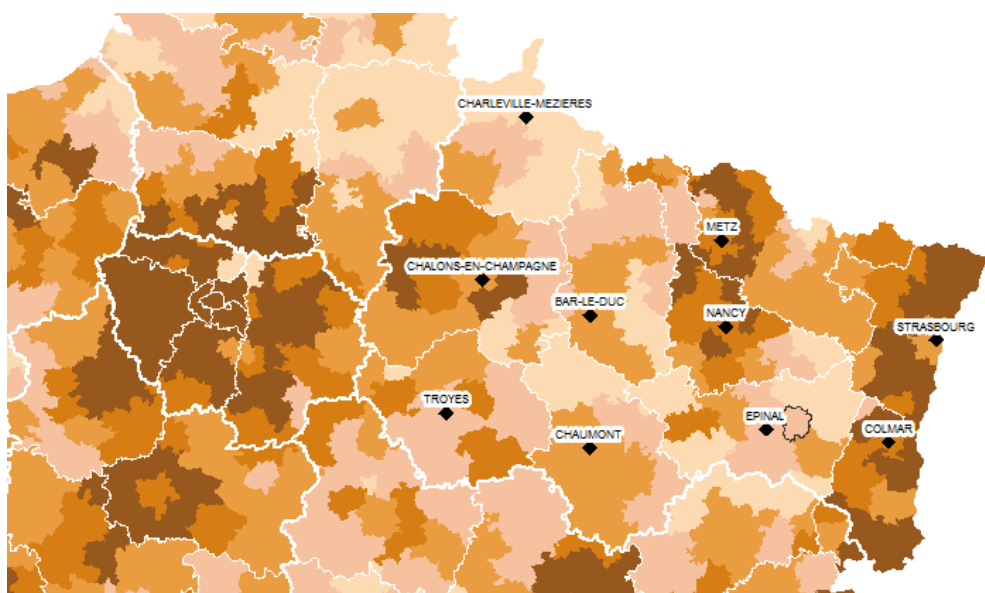 CHARLEVILLE-MEZIERES
METZ
CHALONS-EN-CHAMPAGNE
BAR-LE-DUC
NANCY
STRASBOURG
TROYES
EPINAL
CHAUMONT
COLMAR